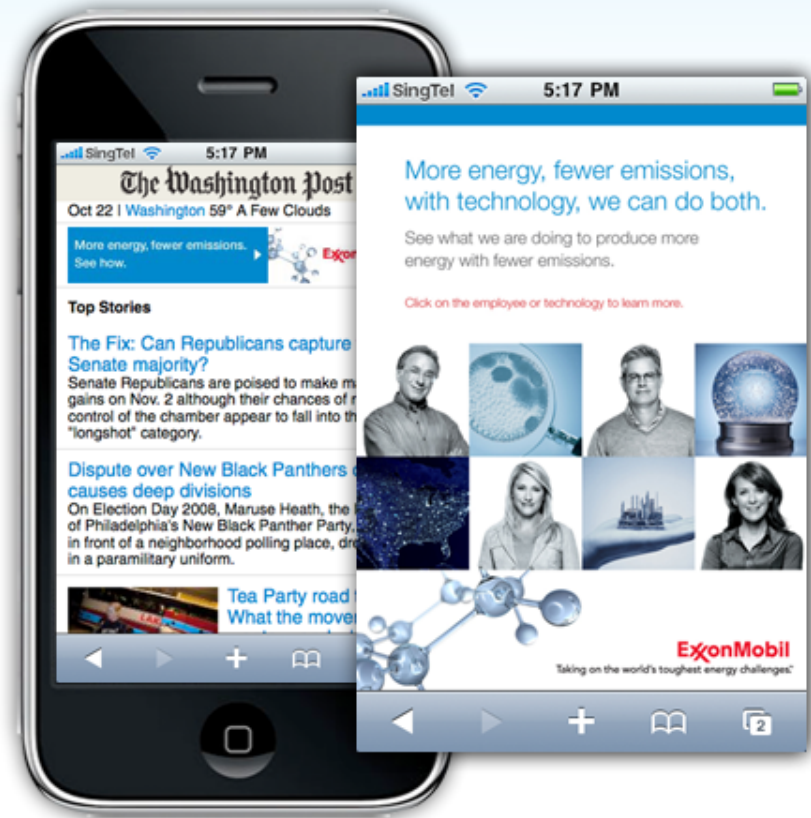 SingTel 5:17 PM
The Washington Post
Oct 22 | Washington 59° A Few Clouds
More energy, fewer emissions.
See how.
Top Stories
The Fix: Can Republicans capture
Senate majority?
Senate Republicans are poised to make
gains on Nov. 2 although their chances of
control of the chamber appear to fall into
"longshot" category.
Dispute over New Black Panthers
causes deep divisions
On Election Day 2008, Maruse Heath, the
of Philadelphia's New Black Panther Party,
in front of a neighborhood polling place,
in a paramilitary uniform.
Tea Party road
What the
SingTel 5:17 PM
More energy, fewer emissions,
with technology, we can do both.
See what we are doing to produce more
energy with fewer emissions.
Click on the employee or technology to learn more.
ExxonMobil
Taking on the world's toughest energy challenges.™
2